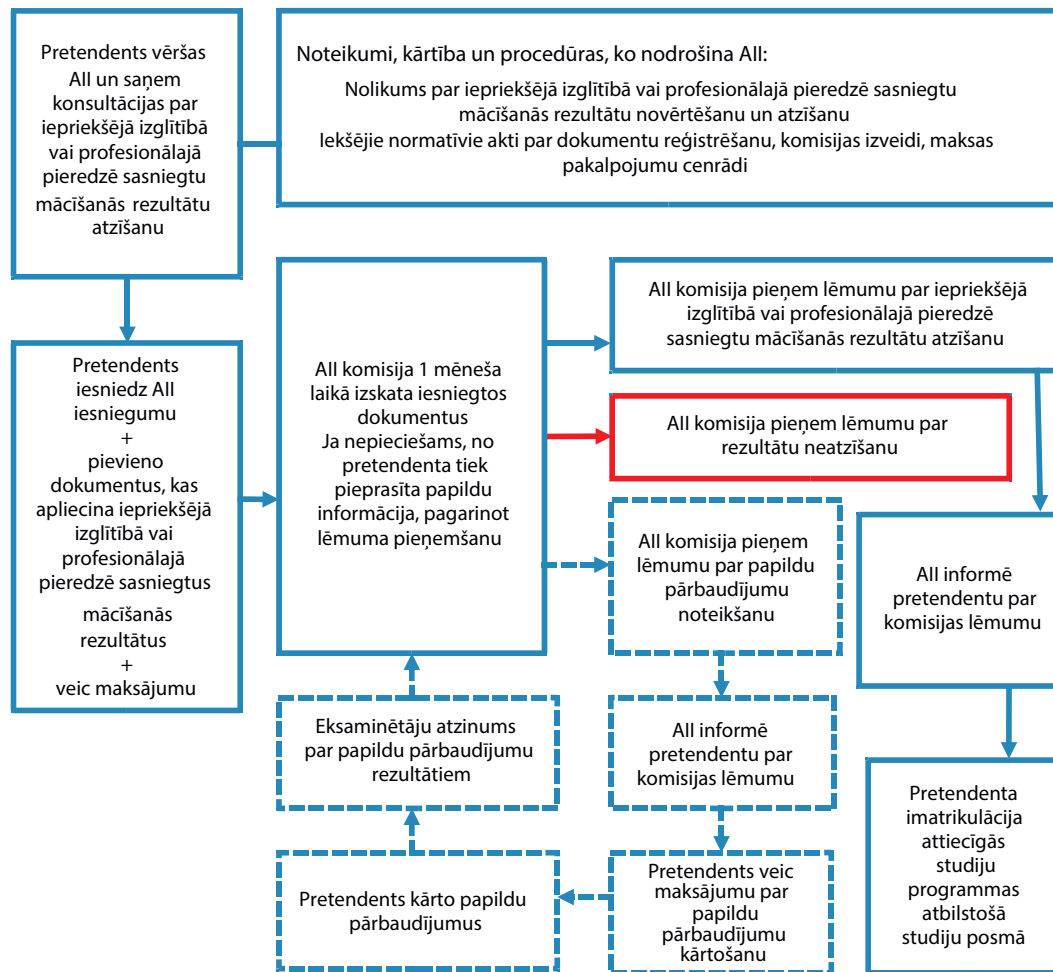 Pretendents vēršas
AII un saņem
konsultācijas par
iepriekšējā izglītībā
vai profesionālajā
pieredzē sasniegtu
mācīšanās rezultātu
atzīšanu
Noteikumi, kārtība un procedūras, ko nodrošina AII:
Nolikums par iepriekšējā izglītībā vai profesionālajā pieredzē sasniegtu
mācīšanās rezultātu novērtēšanu un atzīšanu
Iekšējie normatīvie akti par dokumentu reģistrēšanu, komisijas izveidi, maksas
pakalpojumu cenrādi
Pretendents
iesniedz AII
iesniegumu
+
pievieno
dokumentus, kas
apliecina iepriekšējā
izglītībā vai
profesionālajā
pieredzē sasniegtus
mācīšanās
rezultātus
+
veic maksājumu
AII komisija 1 mēneša
laikā izskata iesniegtos
dokumentus
Ja nepieciešams, no
pretendenta tiek
pieprasīta papildu
informācija, pagarinot
lēmuma pieņemšanu
AII komisija pieņem lēmumu par iepriekšējā
izglītībā vai profesionālajā pieredzē
sasniegtu mācīšanās rezultātu atzīšanu
AII komisija pieņem lēmumu par
rezultātu neatzīšanu
AII komisija pieņem
lēmumu par papildu
pārbaudījumu
noteikšanu
AII informē
pretendentu par
komisijas lēmumu
Eksaminētāju atzinums
par papildu pārbaudījumu
rezultātiem
AII informē
pretendentu par
komisijas lēmumu
Pretendenta
imatrikulācija
attiecīgās
studiju
programmas
atbilstošā
studiju posmā
Pretendents kārto papildu
pārbaudījumus
Pretendents veic
maksājumu par
papildu
pārbaudījumu
kārtošanu